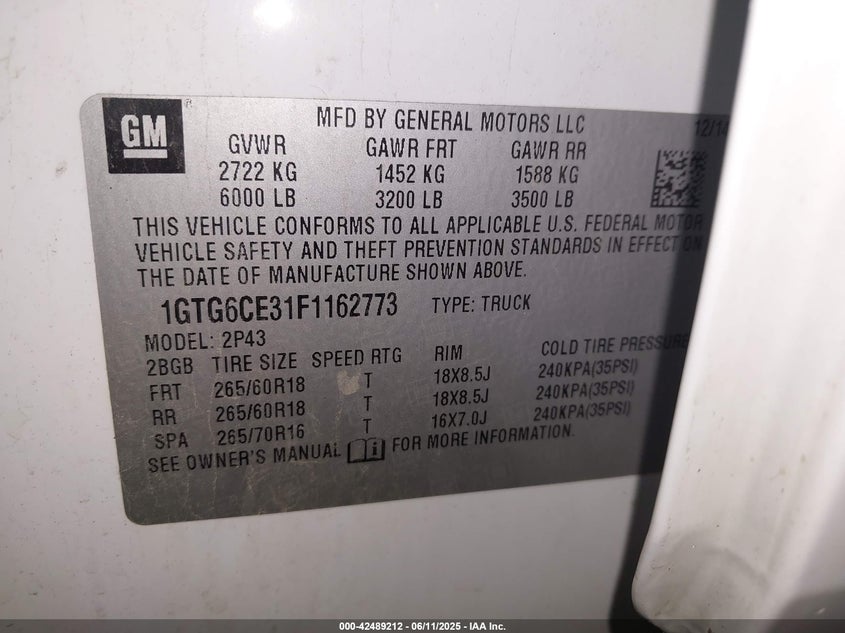 GM
MFD BY GENERAL MOTORS LLC 12/14
GVWR GAWR FRT GAWR RR
2722 KG 1452 KG 1588 KG
6000 LB 3200 LB 3500 LB
THIS VEHICLE CONFORMS TO ALL APPLICABLE U.S. FEDERAL MOTOR
VEHICLE SAFETY AND THEFT PREVENTION STANDARDS IN EFFECT ON
THE DATE OF MANUFACTURE SHOWN ABOVE.
1GTG6CE31F1162773 TYPE: TRUCK
MODEL: 2P43
2BGB TIRE SIZE SPEED RTG RIM COLD TIRE PRESSURE
FRT 265/60R18 T 18X8.5J 240KPA(35PSI)
RR 265/60R18 T 18X8.5J 240KPA(35PSI)
SPA 265/70R16 T 16X7.0J 240KPA(35PSI)
SEE OWNER'S MANUAL FOR MORE INFORMATION.
000-42489212 - 06/11/2025 - IAA Inc.